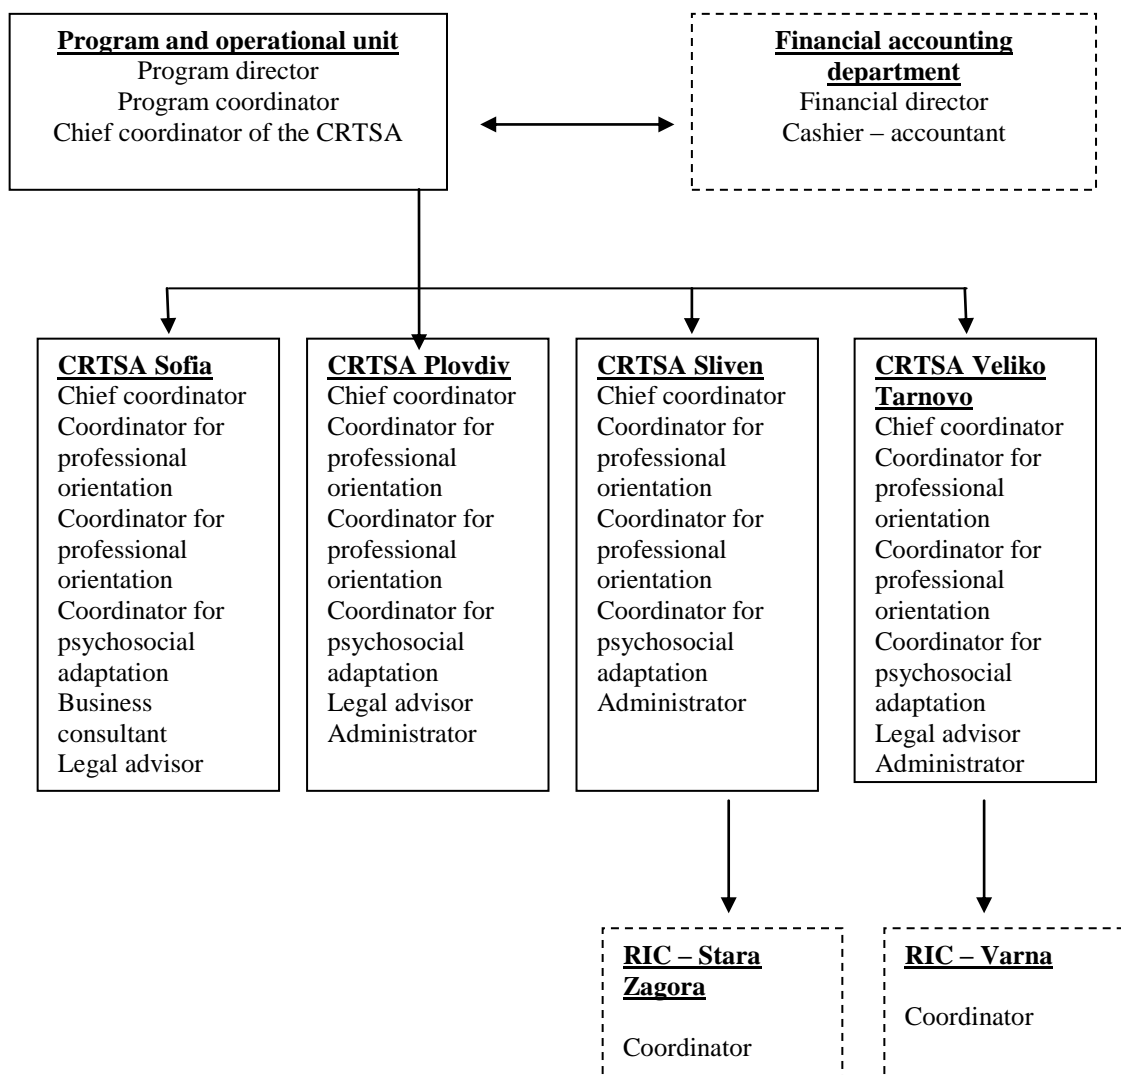 Program and operational unit
Program director
Program coordinator
Chief coordinator of the CRTSA
Financial accounting
department
Financial director
Cashier – accountant
CRTSA Sofia
Chief coordinator
Coordinator for
professional
orientation
Coordinator for
professional
orientation
Coordinator for
psychosocial
adaptation
Business
consultant
Legal advisor
CRTSA Plovdiv
Chief coordinator
Coordinator for
professional
orientation
Coordinator for
professional
orientation
Coordinator for
psychosocial
adaptation
Legal advisor
Administrator
CRTSA Sliven
Chief coordinator
Coordinator for
professional
orientation
Coordinator for
professional
orientation
Coordinator for
psychosocial
adaptation
Administrator
CRTSA Veliko
Tarnovo
Chief coordinator
Coordinator for
professional
orientation
Coordinator for
professional
orientation
Coordinator for
psychosocial
adaptation
Legal advisor
Administrator
RIC – Stara
Zagora
Coordinator
RIC – Varna
Coordinator